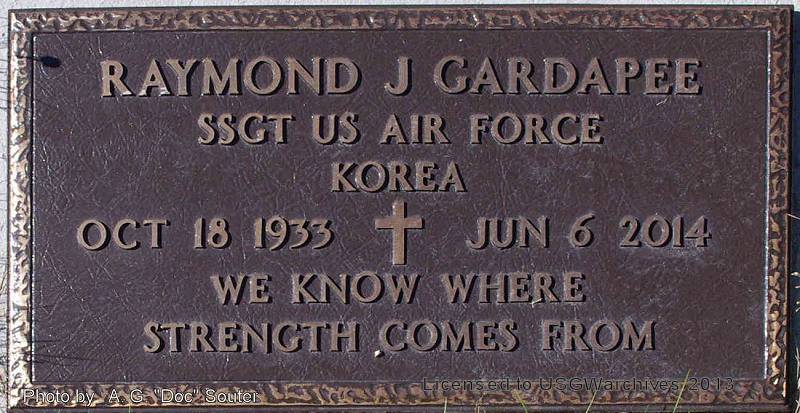 RAYMOND J GARDAPEE
SSGT US AIR FORCE
KOREA
OCT 18 1933 JUN 6 2014
WE KNOW WHERE
STRENGTH COMES FROM
Photo by A. G. "Doc" Souter
Licensed to USGWarchives 2013